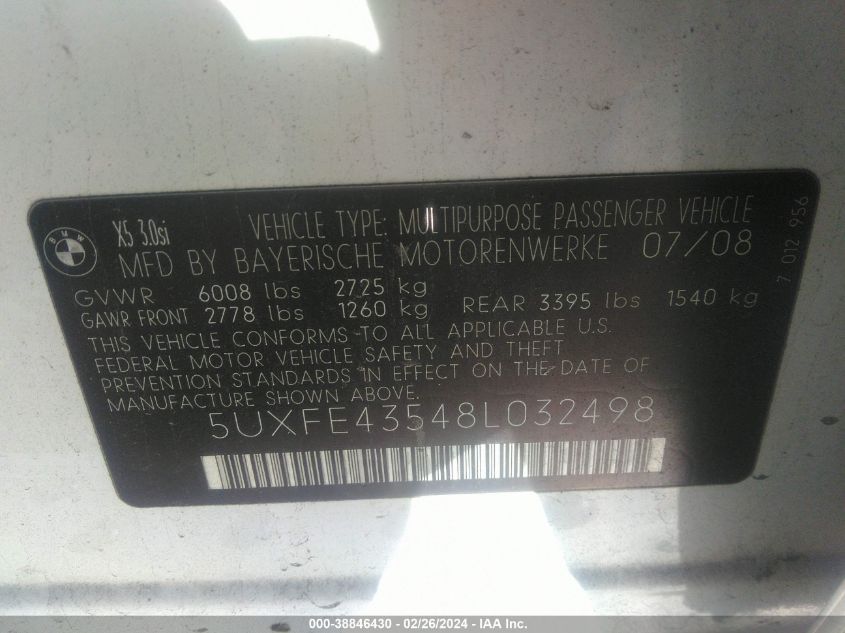 BMW
X5 3.0si
VEHICLE TYPE: MULTIPURPOSE PASSENGER VEHICLE
MFD BY BAYERISCHE MOTORENWERKE 07/08
GVWR 6008 lbs 2725 kg
GAWR FRONT 2778 lbs 1260 kg REAR 3395 lbs 1540 kg
THIS VEHICLE CONFORMS TO ALL APPLICABLE U.S.
FEDERAL MOTOR VEHICLE SAFETY AND THEFT
PREVENTION STANDARDS IN EFFECT ON THE DATE OF
MANUFACTURE SHOWN ABOVE.
5UXFE43548L032498
7 012 956
000-38846430 - 02/26/2024 - IAA Inc.